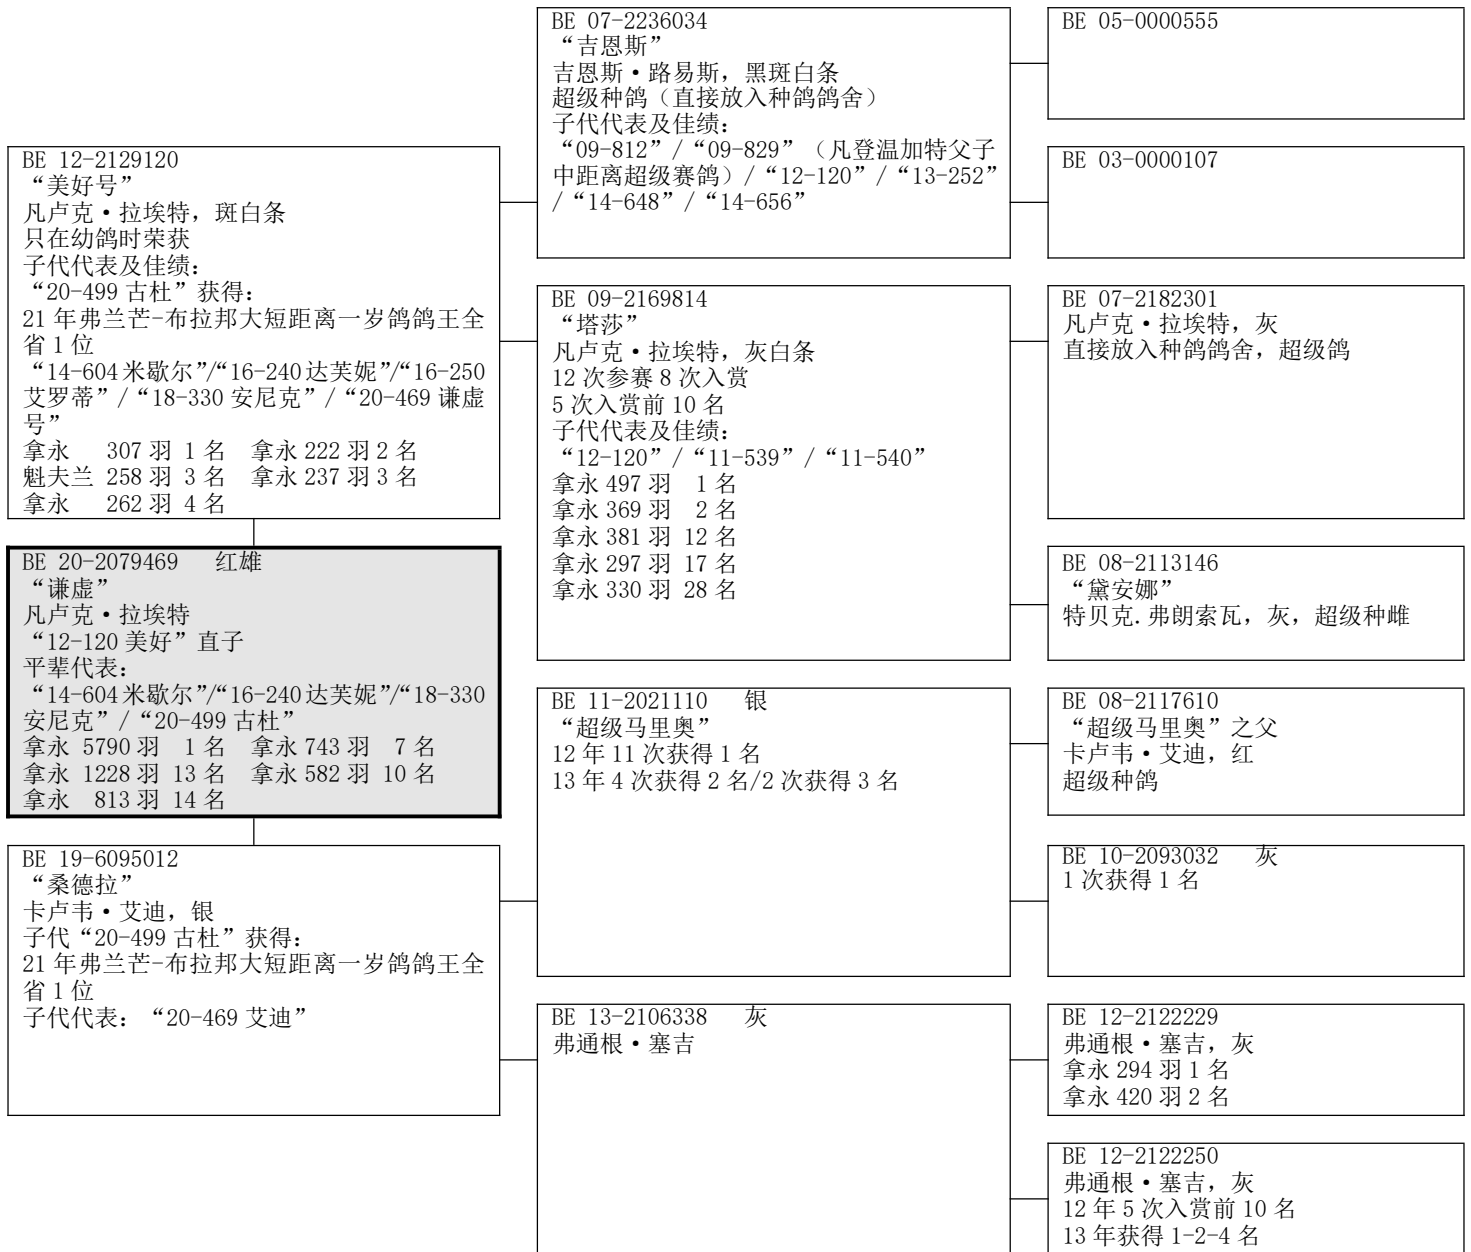 BE 07-2236034
“吉恩斯”
吉恩斯·路易斯，黑斑白条
超级种鸽（直接放入种鸽鸽舍）
子代代表及佳绩：
“09-812”/“09-829”（凡登温加特父子
中距离超级赛鸽）/“12-120”/“13-252”
/“14-648”/“14-656”
BE 05-0000555
BE 03-0000107
BE 12-2129120
“美好号”
凡卢克·拉埃特，斑白条
只在幼鸽时荣获
子代代表及佳绩：
“20-499 古杜”获得：
21 年弗兰芒-布拉邦大短距离一岁鸽鸽王全
省 1 位
“14-604 米歇尔”/“16-240 达芙妮”/“16-250
艾罗蒂”/“18-330 安尼克”/“20-469 谦虚
号”
拿永 307 羽 1 名 拿永 222 羽 2 名
魁夫兰 258 羽 3 名 拿永 237 羽 3 名
拿永 262 羽 4 名
BE 09-2169814
“塔莎”
凡卢克·拉埃特，灰白条
12 次参赛 8 次入赏
5 次入赏前 10 名
子代代表及佳绩：
“12-120”/“11-539”/“11-540”
拿永 497 羽 1 名
拿永 369 羽 2 名
拿永 381 羽 12 名
拿永 297 羽 17 名
拿永 330 羽 28 名
BE 07-2182301
凡卢克·拉埃特，灰
直接放入种鸽鸽舍，超级鸽
BE 08-2113146
“黛安娜”
特贝克.弗朗索瓦，灰，超级种雌
BE 20-2079469 红雄
“谦虚”
凡卢克·拉埃特
“12-120 美好”直子
平辈代表：
“14-604 米歇尔”/“16-240 达芙妮”/“18-330
安尼克”/“20-499 古杜”
拿永 5790 羽 1 名 拿永 743 羽 7 名
拿永 1228 羽 13 名 拿永 582 羽 10 名
拿永 813 羽 14 名
BE 11-2021110 银
“超级马里奥”
12 年 11 次获得 1 名
13 年 4 次获得 2 名/2 次获得 3 名
BE 08-2117610
“超级马里奥”之父
卡卢韦·艾迪，红
超级种鸽
BE 10-2093032 灰
1 次获得 1 名
BE 19-6095012
“桑德拉”
卡卢韦·艾迪，银
子代“20-499 古杜”获得：
21 年弗兰芒-布拉邦大短距离一岁鸽鸽王全
省 1 位
子代代表：“20-469 艾迪”
BE 13-2106338 灰
弗通根·塞吉
BE 12-2122229
弗通根·塞吉，灰
拿永 294 羽 1 名
拿永 420 羽 2 名
BE 12-2122250
弗通根·塞吉，灰
12 年 5 次入赏前 10 名
13 年获得 1-2-4 名